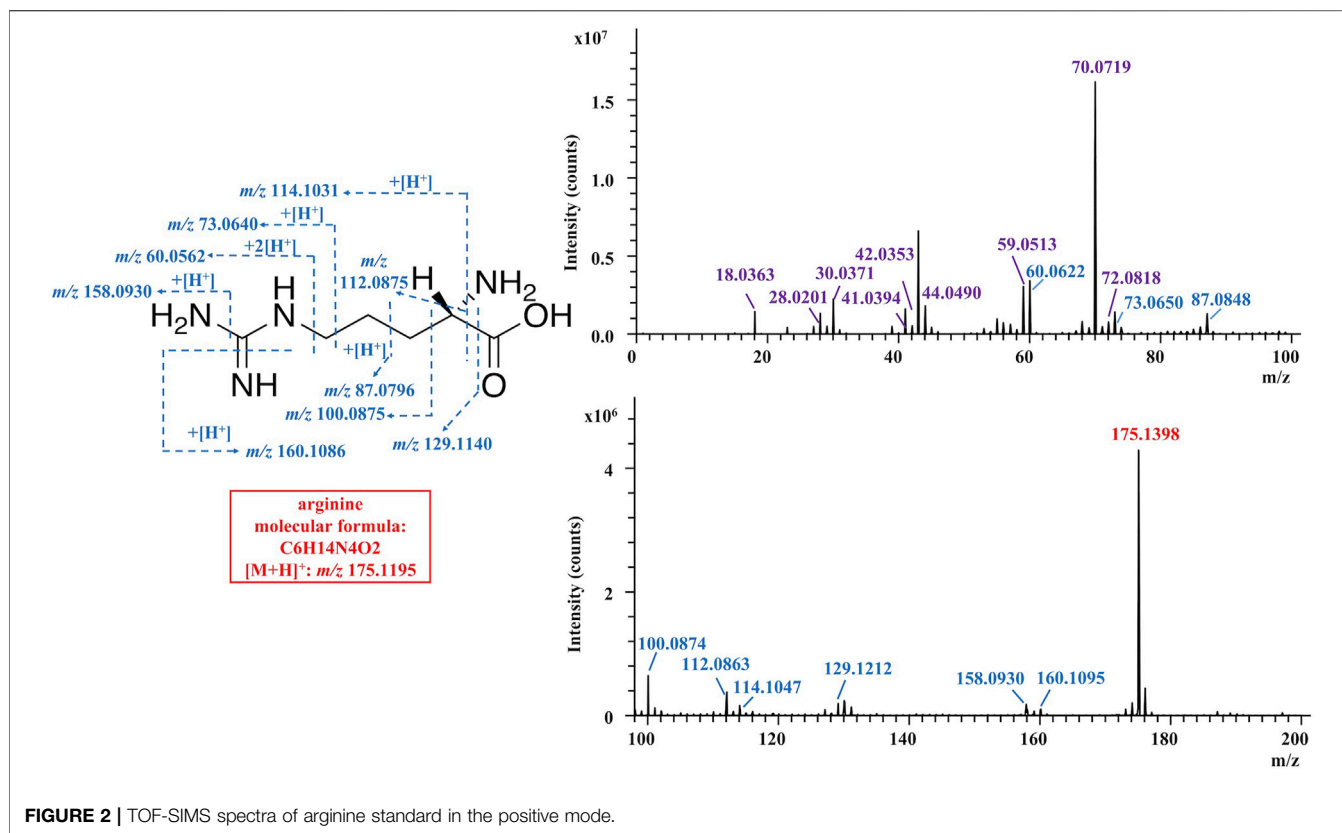 m/z 114.1031
+[H⁺]
m/z 73.0640
+[H⁺]
m/z 60.0562
+2[H⁺]
m/z 158.0930
+[H⁺]
m/z
112.0875
H
NH₂
H
N
H₂N
OH
NH
O
+[H⁺]
m/z 87.0796
m/z 100.0875
m/z 129.1140
+[H⁺]
m/z 160.1086
arginine
molecular formula:
C6H14N4O2
[M+H]⁺: m/z 175.1195
x10⁷
Intensity (counts)
1.5
1.0
0.5
0.0
70.0719
59.0513
60.0622
42.0353
30.0371
18.0363
28.0201
41.0394
44.0490
72.0818
73.0650
87.0848
0 20 40 60 80 100
m/z
x10⁶
Intensity (counts)
4
2
0
175.1398
100.0874
112.0863
114.1047
129.1212
158.0930
160.1095
100 120 140 160 180 200
m/z
FIGURE 2 | TOF-SIMS spectra of arginine standard in the positive mode.